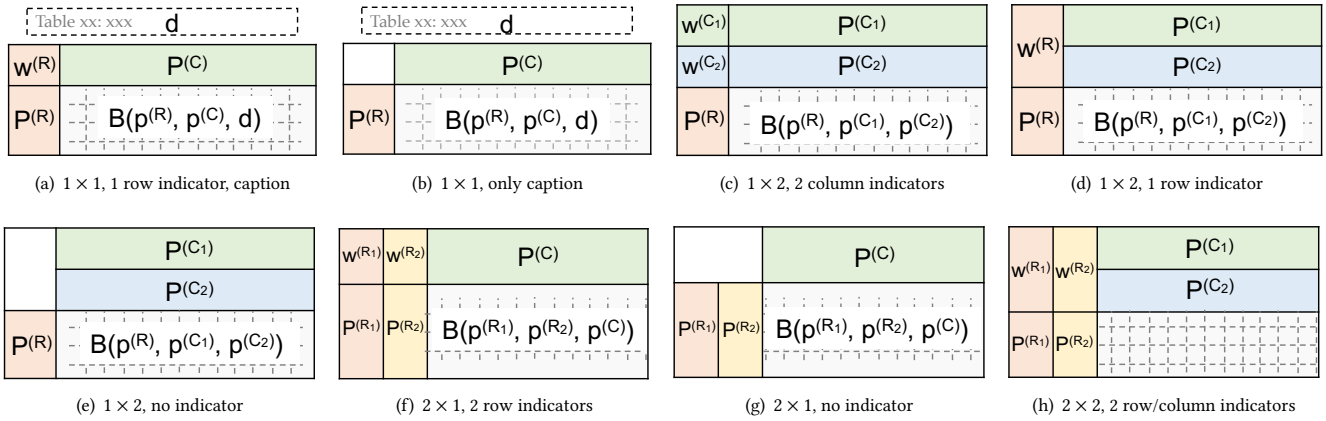 Table xx: xxx d
w(R) P(C)
P(R) B(p(R), p(C), d)
(a) 1 × 1, 1 row indicator, caption
Table xx: xxx d
P(C)
P(R) B(p(R), p(C), d)
(b) 1 × 1, only caption
w(C1) P(C1)
w(C2) P(C2)
P(R) B(p(R), p(C1), p(C2))
(c) 1 × 2, 2 column indicators
w(R) P(C1)
P(C2)
P(R) B(p(R), p(C1), p(C2))
(d) 1 × 2, 1 row indicator
P(C1)
P(C2)
P(R) B(p(R), p(C1), p(C2))
(e) 1 × 2, no indicator
w(R1) w(R2) P(C)
P(R1) P(R2) B(p(R1), p(R2), p(C))
(f) 2 × 1, 2 row indicators
P(C)
P(R1) P(R2) B(p(R1), p(R2), p(C))
(g) 2 × 1, no indicator
w(R1) w(R2) P(C1)
P(C2)
P(R1) P(R2)
(h) 2 × 2, 2 row/column indicators